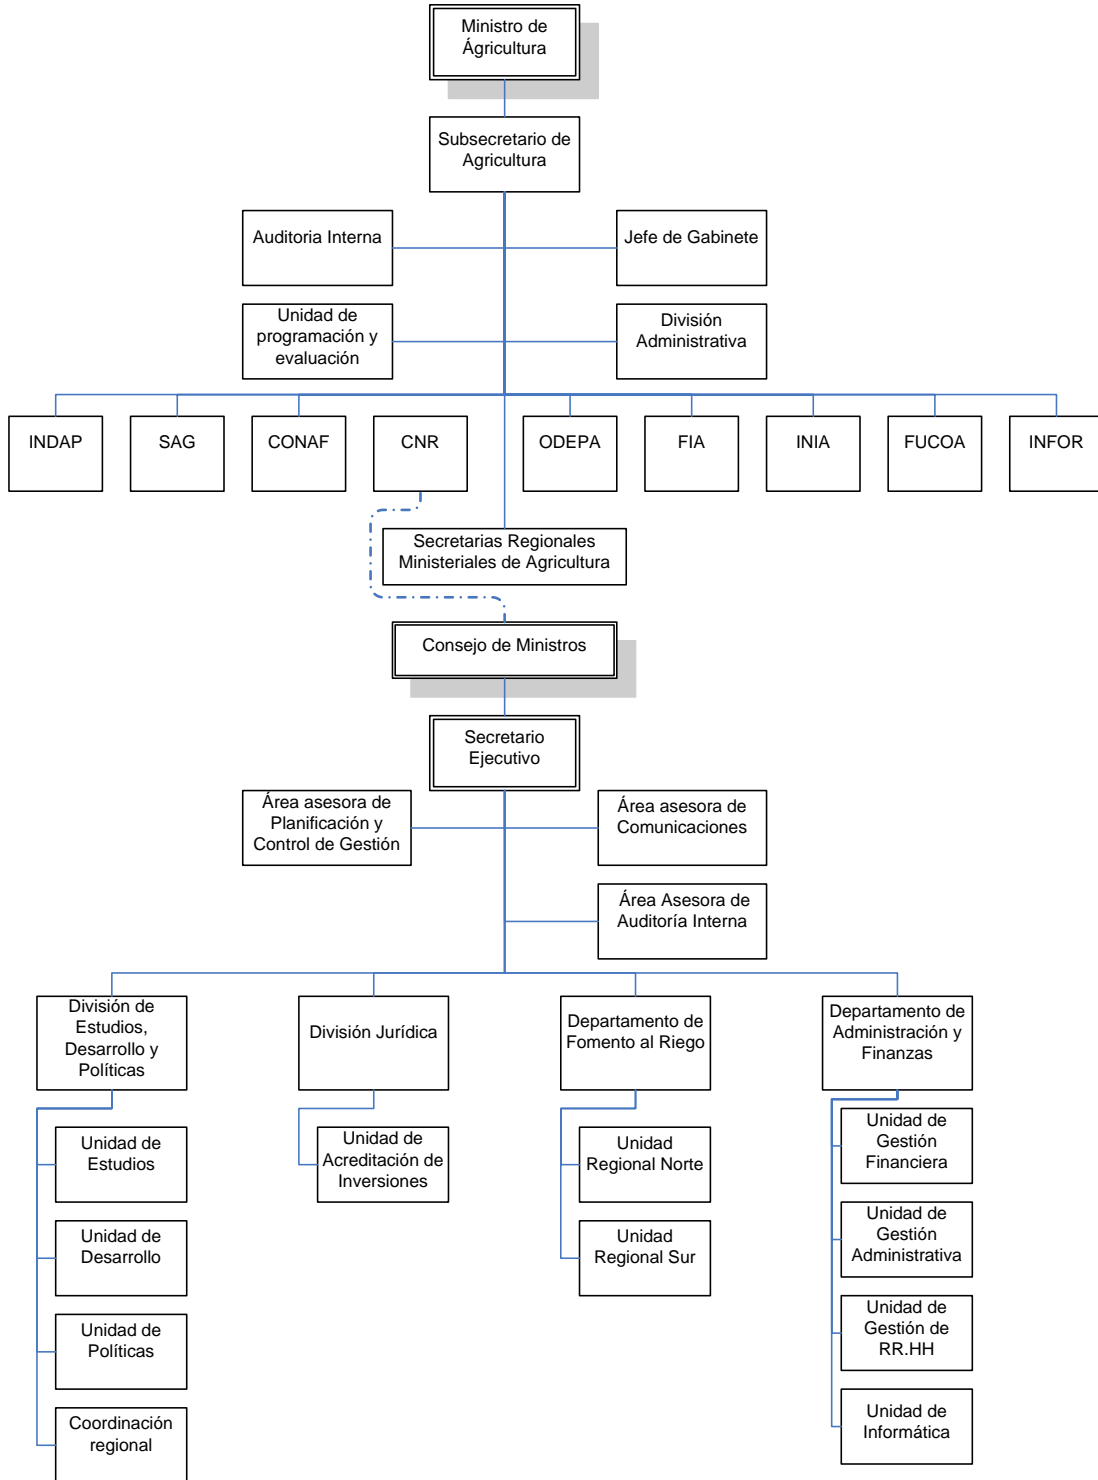 Ministro de
Ágricultura
Subsecretario de
Agricultura
Auditoria Interna
Jefe de Gabinete
Unidad de
programación y
evaluación
División
Administrativa
INDAP
SAG
CONAF
CNR
ODEPA
FIA
INIA
FUCOA
INFOR
Secretarias Regionales
Ministeriales de Agricultura
Consejo de Ministros
Secretario
Ejecutivo
Área asesora de
Planificación y
Control de Gestión
Área asesora de
Comunicaciones
Área Asesora de
Auditoría Interna
División de
Estudios,
Desarrollo y
Políticas
División Jurídica
Departamento de
Fomento al Riego
Departamento de
Administración y
Finanzas
Unidad de
Estudios
Unidad de
Desarrollo
Unidad de
Políticas
Coordinación
regional
Unidad de
Acreditación de
Inversiones
Unidad
Regional Norte
Unidad
Regional Sur
Unidad de
Gestión
Financiera
Unidad de
Gestión
Administrativa
Unidad de
Gestión de
RR.HH
Unidad de
Informática